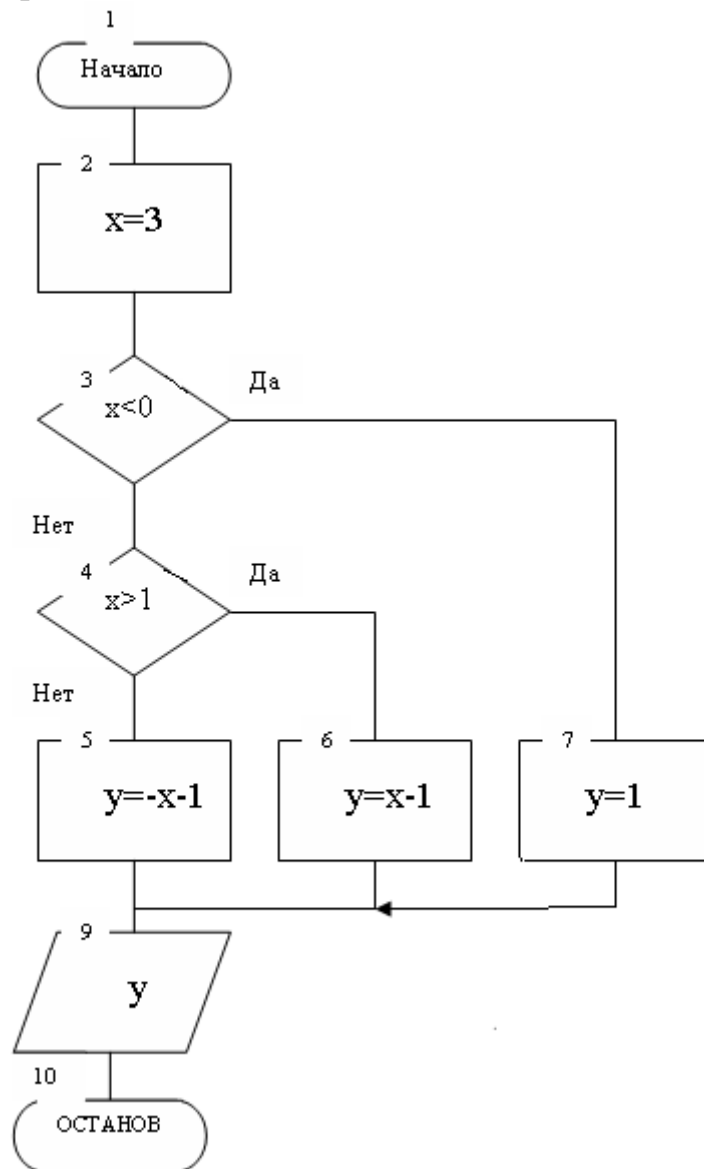 1
Начало
2
x=3
3
Да
x<0
Нет
4
Да
x>1
Нет
5
6
7
y=-x-1
y=x-1
y=1
9
y
10
ОСТАНОВ